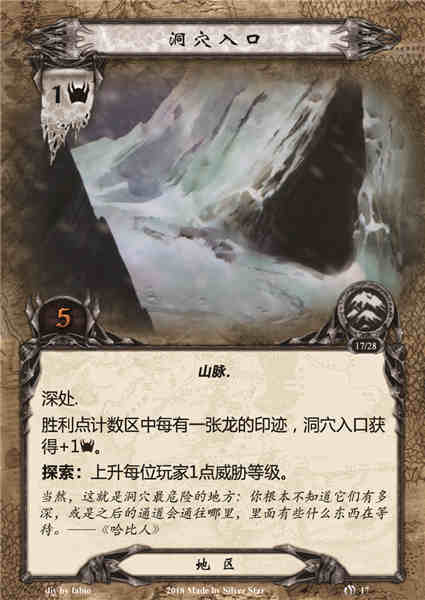 洞穴入口
1
5
17/28
山脉.
深处.
胜利点计数区中每有一张龙的印迹，洞穴入口获
得+1。
探索：上升每位玩家1点威胁等级。
当然，这就是洞穴最危险的地方：你根本不知道它们有多
深，或是之后的通道会通往哪里，里面有些什么东西在等
待。——《哈比人》
地区
diy by fabio
2018 Made by Silver Star
17